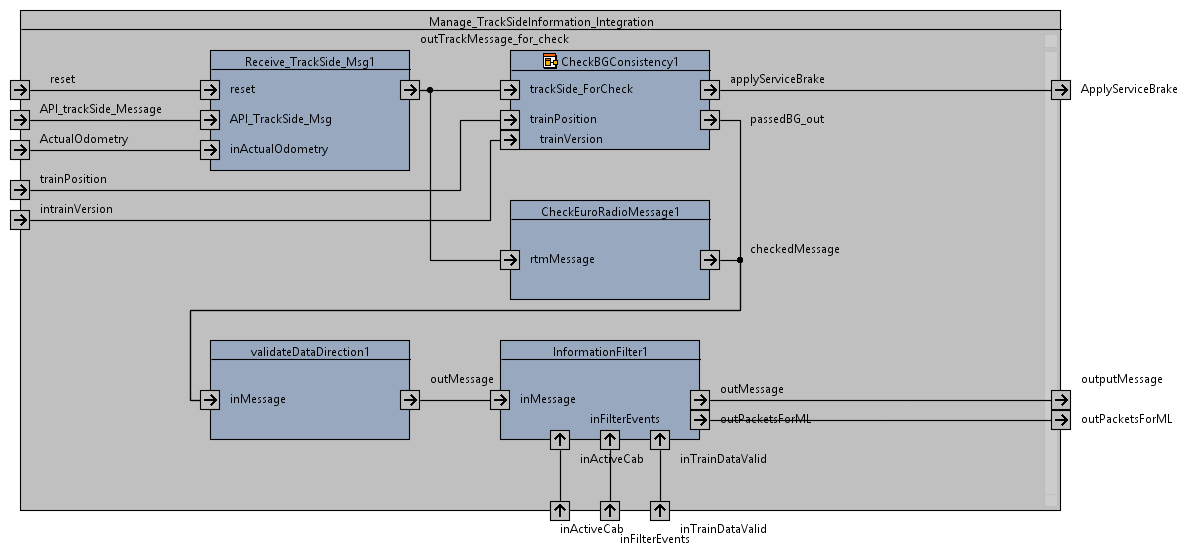 Manage_TrackSideInformation_Integration
outTrackMessage_for_check
Receive_TrackSide_Msg1
CheckBGConsistency1
reset
reset
trackSide_ForCheck
applyServiceBrake
ApplyServiceBrake
API_trackSide_Message
API_TrackSide_Msg
trainPosition
passedBG_out
ActualOdometry
inActualOdometry
trainVersion
trainPosition
intrainVersion
CheckEuroRadioMessage1
rtmMessage
checkedMessage
validateDataDirection1
InformationFilter1
outMessage
outputMessage
inMessage
inMessage
outMessage
inFilterEvents
outPacketsForML
outPacketsForML
inActiveCab
inTrainDataValid
inActiveCab
inTrainDataValid
inFilterEvents